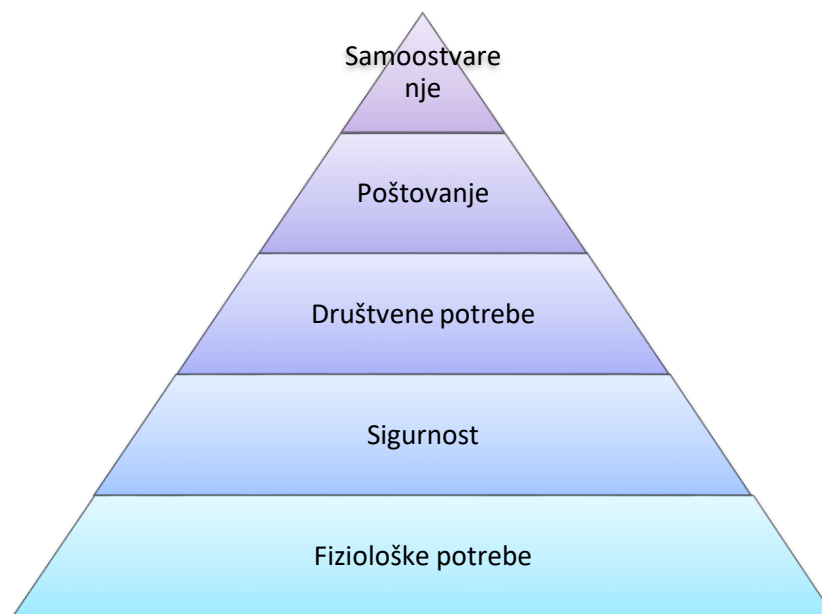 Samoostvare
nje
Poštovanje
Društvene potrebe
Sigurnost
Fiziološke potrebe